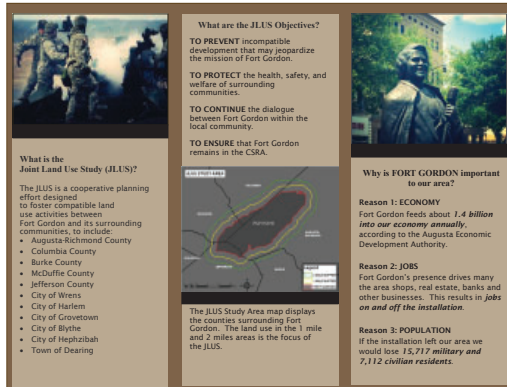 What is the
Joint Land Use Study (JLUS)?
The JLUS is a cooperative planning
effort designed
to foster compatible land
use activities between
Fort Gordon and its surrounding
communities, to include:
• Augusta-Richmond County
• Columbia County
• Burke County
• McDuffie County
• Jefferson County
• City of Wrens
• City of Harlem
• City of Grovetown
• City of Blythe
• City of Hephzibah
• Town of Dearing
What are the JLUS Objectives?
TO PREVENT incompatible
development that may jeopardize
the mission of Fort Gordon.
TO PROTECT the health, safety, and
welfare of surrounding
communities.
TO CONTINUE the dialogue
between Fort Gordon within the
local community.
TO ENSURE that Fort Gordon
remains in the CSRA.
JLUS STUDY AREA
Legend
The JLUS Study Area map displays
the counties surrounding Fort
Gordon. The land use in the 1 mile
and 2 miles areas is the focus of
the JLUS.
Why is FORT GORDON important
to our area?
Reason 1: ECONOMY
Fort Gordon feeds about 1.4 billion
into our economy annually,
according to the Augusta Economic
Development Authority.
Reason 2: JOBS
Fort Gordon's presence drives many
the area shops, real estate, banks and
other businesses. This results in jobs
on and off the installation.
Reason 3: POPULATION
If the installation left our area we
would lose 15,717 military and
7,112 civilian residents.